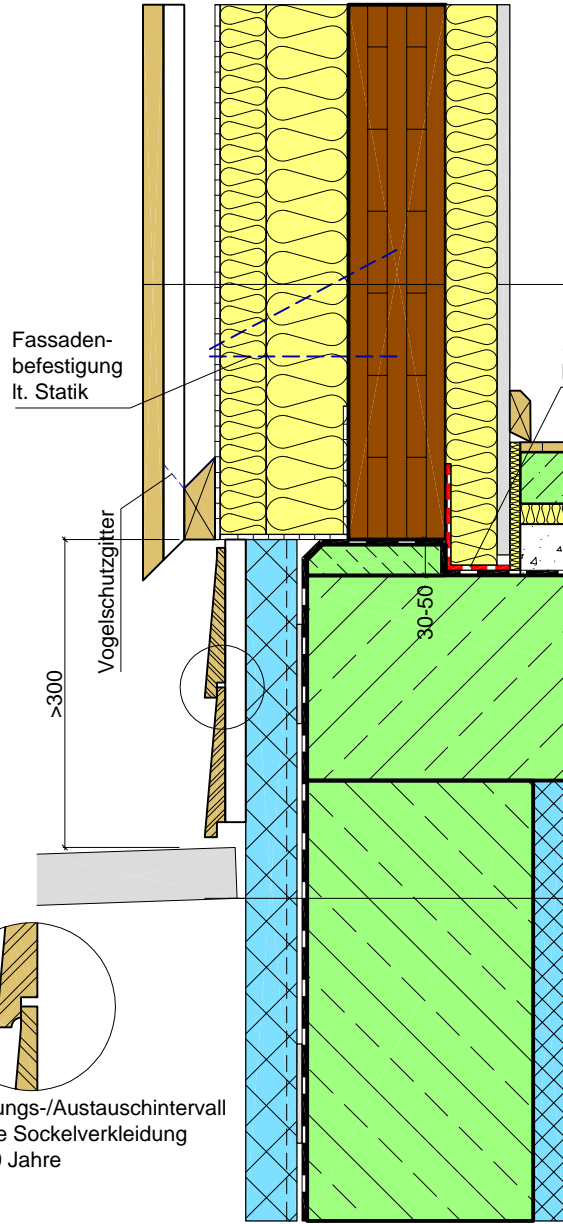 Fassaden-
befestigung
lt. Statik
Vogelschutzgitter
>300
30-50
ungs-/Austauschintervall
e Sockelverkleidung
Jahre